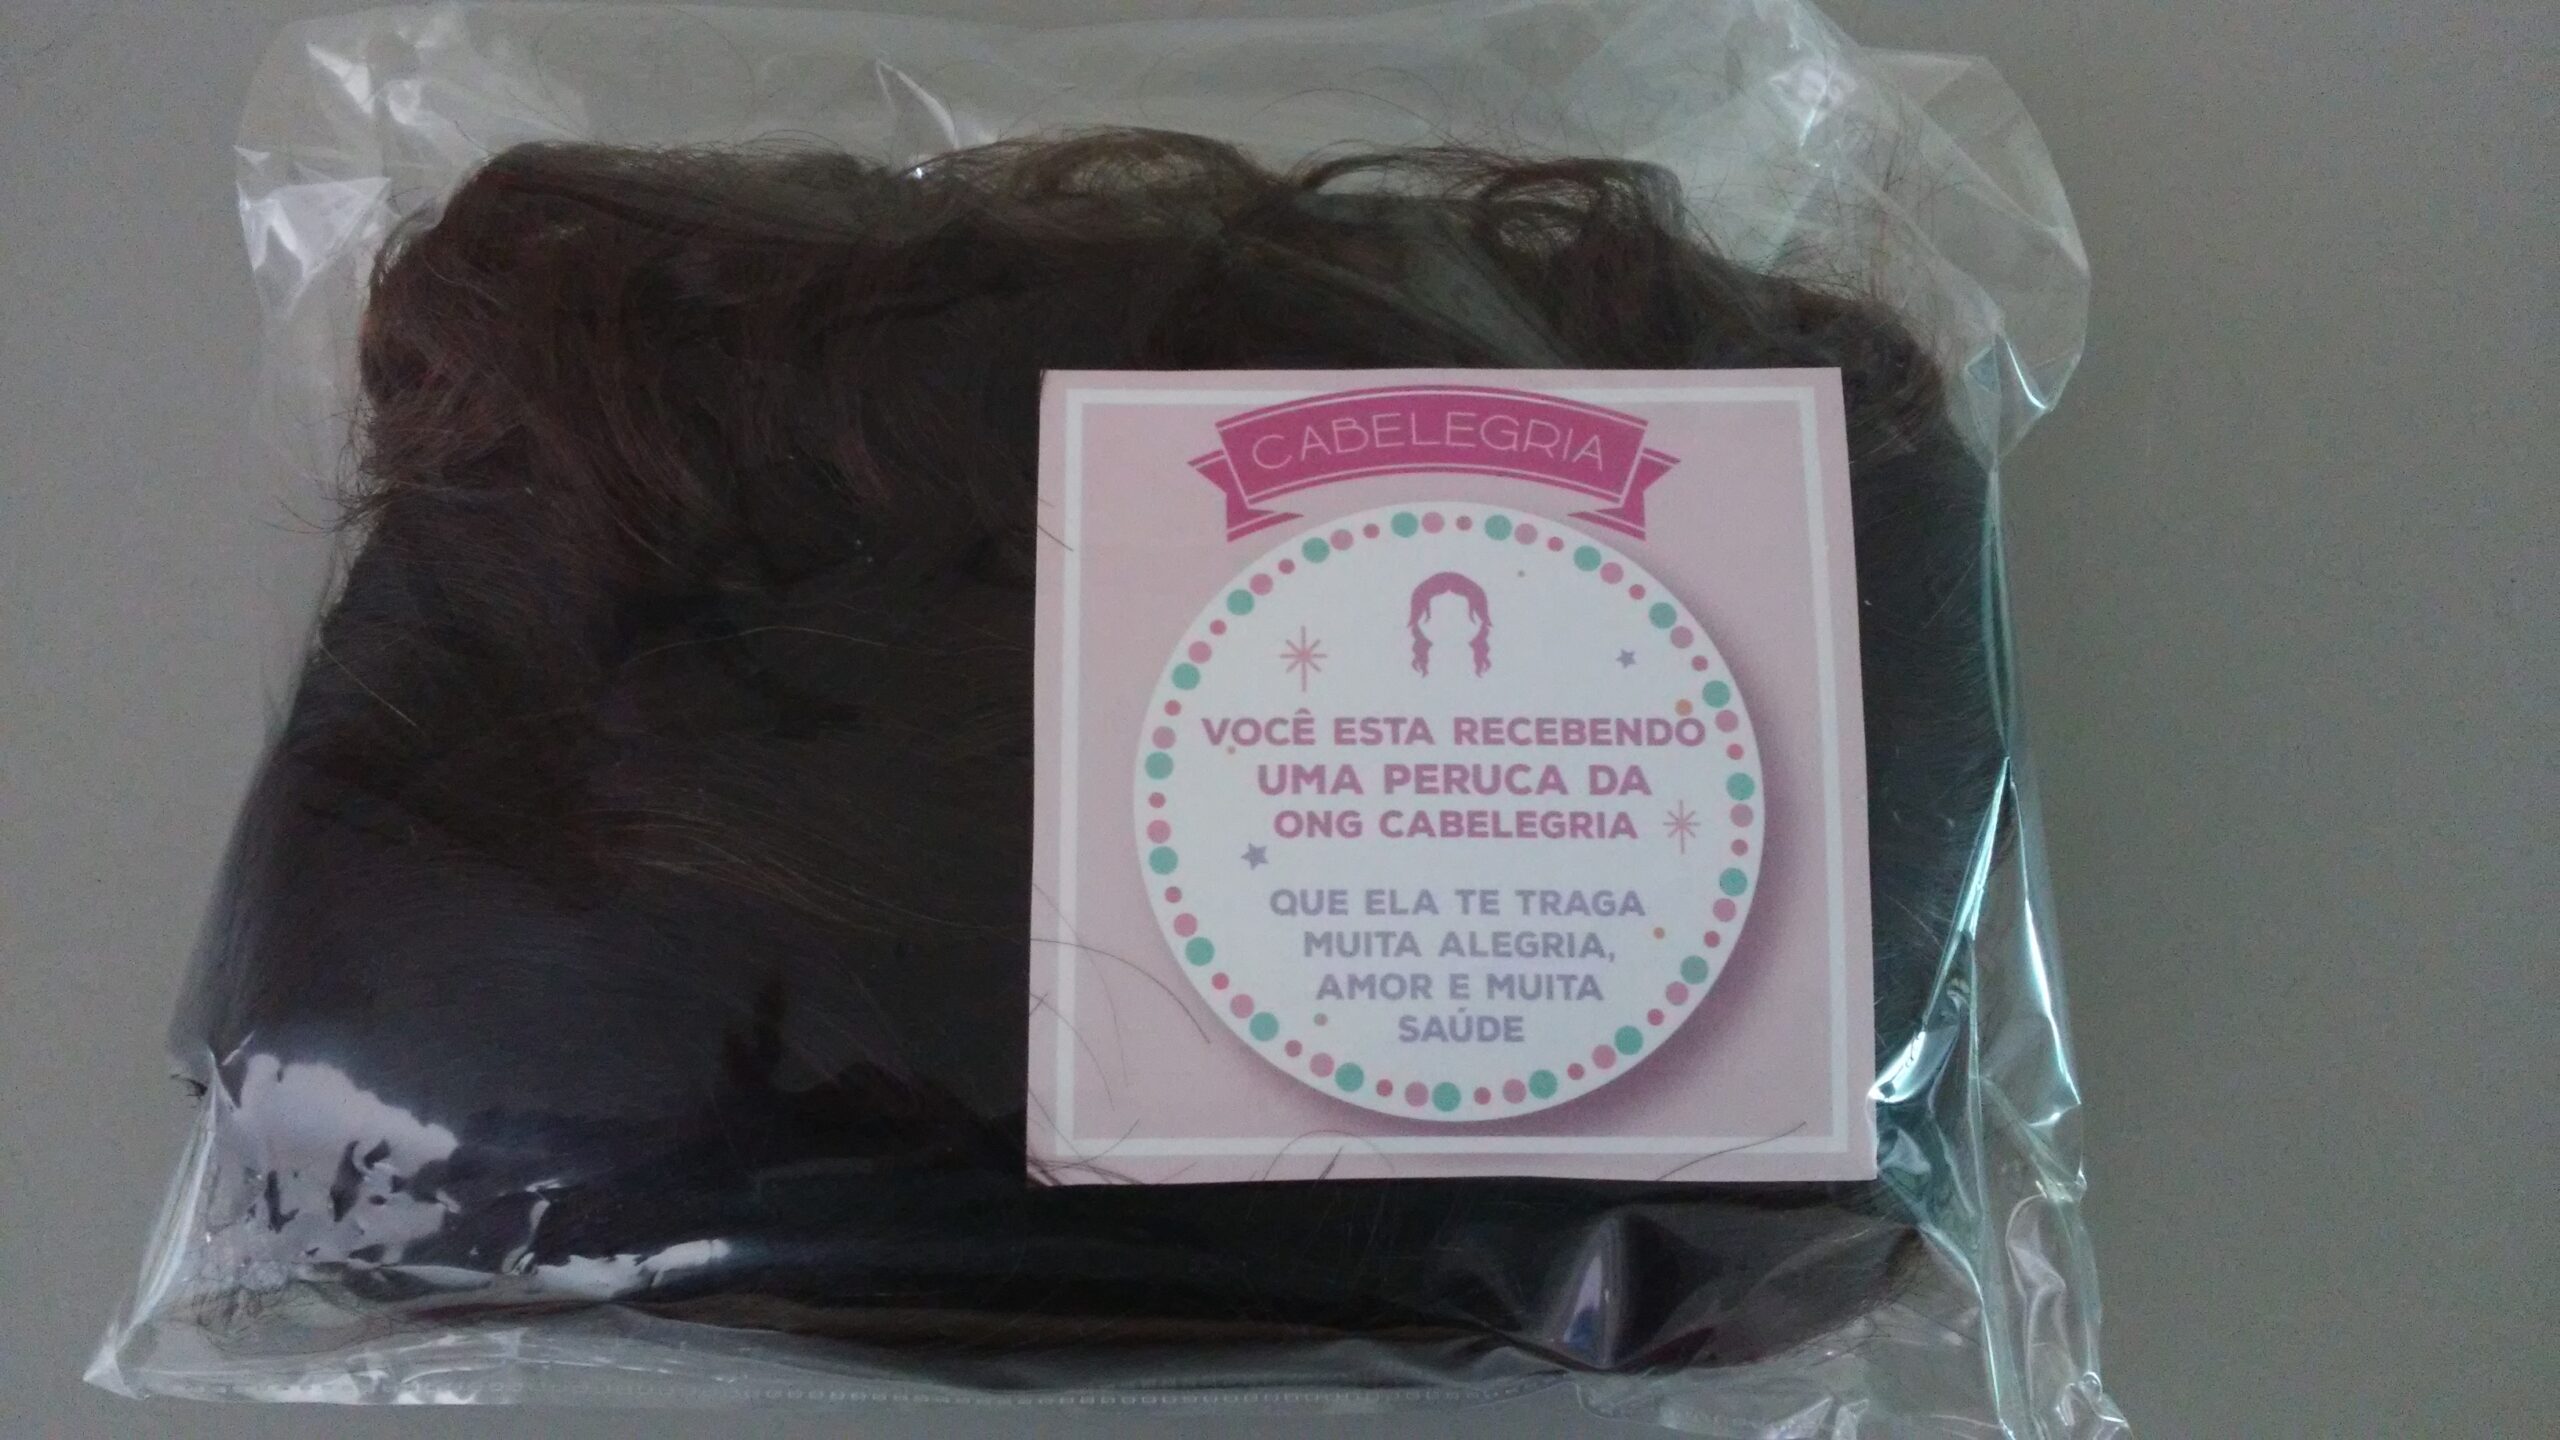 CABELEGRIA
VOCÊ ESTA RECEBENDO
UMA PERUCA DA
ONG CABELEGRIA
QUE ELA TE TRAGA
MUITA ALEGRIA,
AMOR E MUITA
SAÚDE